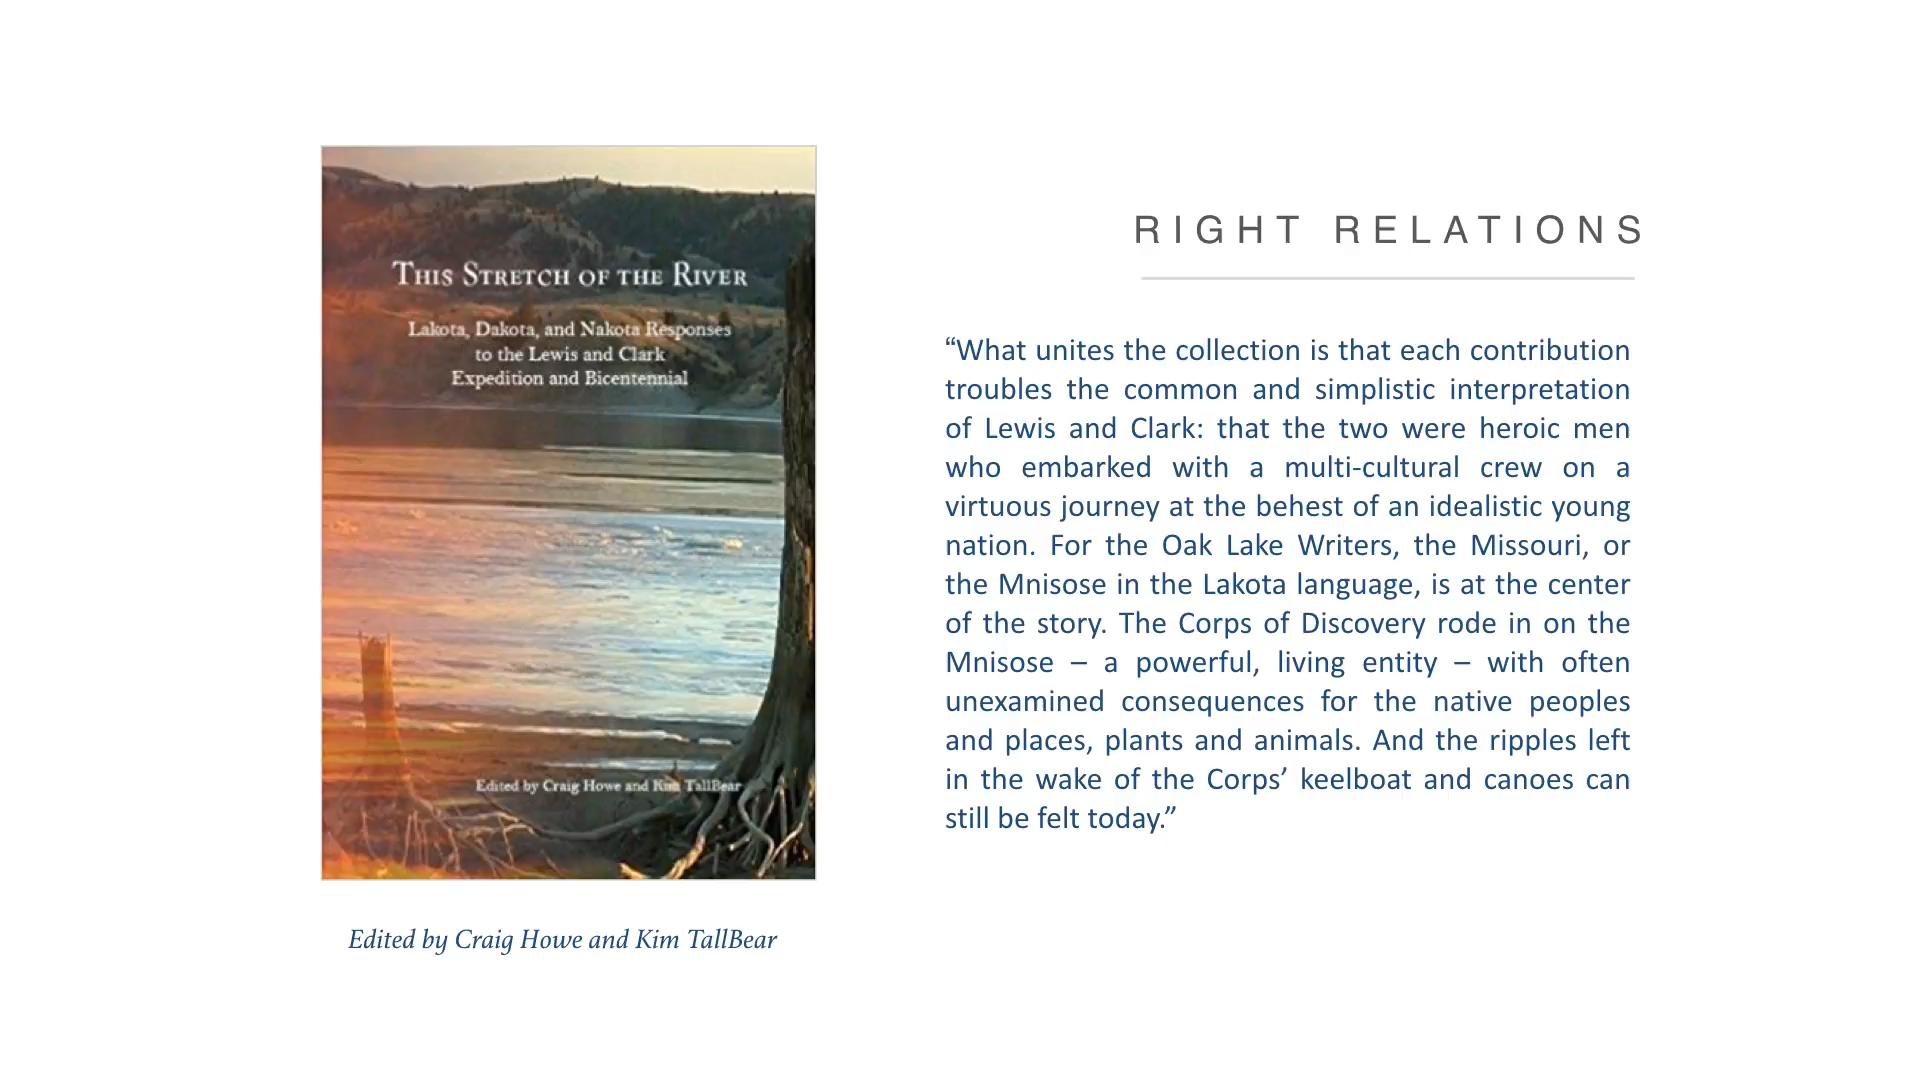 This Stretch of the River
Lakota, Dakota, and Nakota Responses
to the Lewis and Clark
Expedition and Bicentennial
Edited by Craig Howe and Kim TallBear
Edited by Craig Howe and Kim TallBear
RIGHT RELATIONS
“What unites the collection is that each contribution
troubles the common and simplistic interpretation
of Lewis and Clark: that the two were heroic men
who embarked with a multi-cultural crew on a
virtuous journey at the behest of an idealistic young
nation. For the Oak Lake Writers, the Missouri, or
the Mnisose in the Lakota language, is at the center
of the story. The Corps of Discovery rode in on the
Mnisose – a powerful, living entity – with often
unexamined consequences for the native peoples
and places, plants and animals. And the ripples left
in the wake of the Corps’ keelboat and canoes can
still be felt today.”